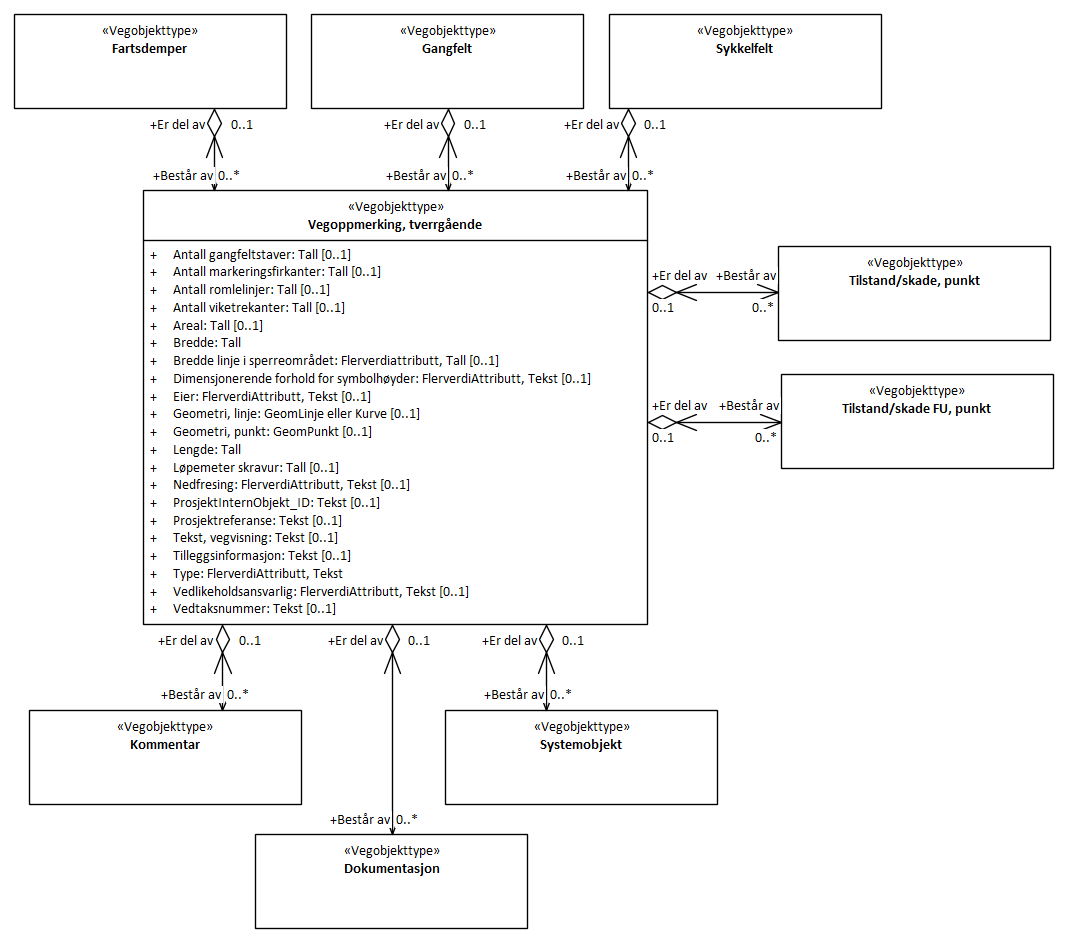 «Vegobjekttype»
Fartsdemper
«Vegobjekttype»
Gangfelt
«Vegobjekttype»
Sykkelfelt
+Er del av 0..1
+Består av 0..*
+Er del av 0..1
+Består av 0..*
+Er del av 0..1
+Består av 0..*
«Vegobjekttype»
Vegoppmerking, tverrgående
+ Antall gangfeltstaver: Tall [0..1]
+ Antall markeringsfirkanter: Tall [0..1]
+ Antall romlelinjer: Tall [0..1]
+ Antall viketrekanter: Tall [0..1]
+ Areal: Tall [0..1]
+ Bredde: Tall
+ Bredde linje i sperreområdet: Flerverdiattributt, Tall [0..1]
+ Dimensjonerende forhold for symbolhøyder: FlerverdiAttributt, Tekst [0..1]
+ Eier: FlerverdiAttributt, Tekst [0..1]
+ Geometri, linje: GeomLinje eller Kurve [0..1]
+ Geometri, punkt: GeomPunkt [0..1]
+ Lengde: Tall
+ Løpemeter skravur: Tall [0..1]
+ Nedfresing: FlerverdiAttributt, Tekst [0..1]
+ ProsjektInternObjekt_ID: Tekst [0..1]
+ Prosjektreferanse: Tekst [0..1]
+ Tekst, vegvisning: Tekst [0..1]
+ Tilleggsinformasjon: Tekst [0..1]
+ Type: FlerverdiAttributt, Tekst
+ Vedlikeholdsansvarlig: FlerverdiAttributt, Tekst [0..1]
+ Vedtaksnummer: Tekst [0..1]
+Er del av +Består av
0..1 0..*
«Vegobjekttype»
Tilstand/skade, punkt
+Er del av +Består av
0..1 0..*
«Vegobjekttype»
Tilstand/skade FU, punkt
+Er del av 0..1
+Består av 0..*
+Er del av 0..1
+Består av 0..*
+Er del av 0..1
+Består av 0..*
«Vegobjekttype»
Kommentar
«Vegobjekttype»
Systemobjekt
«Vegobjekttype»
Dokumentasjon